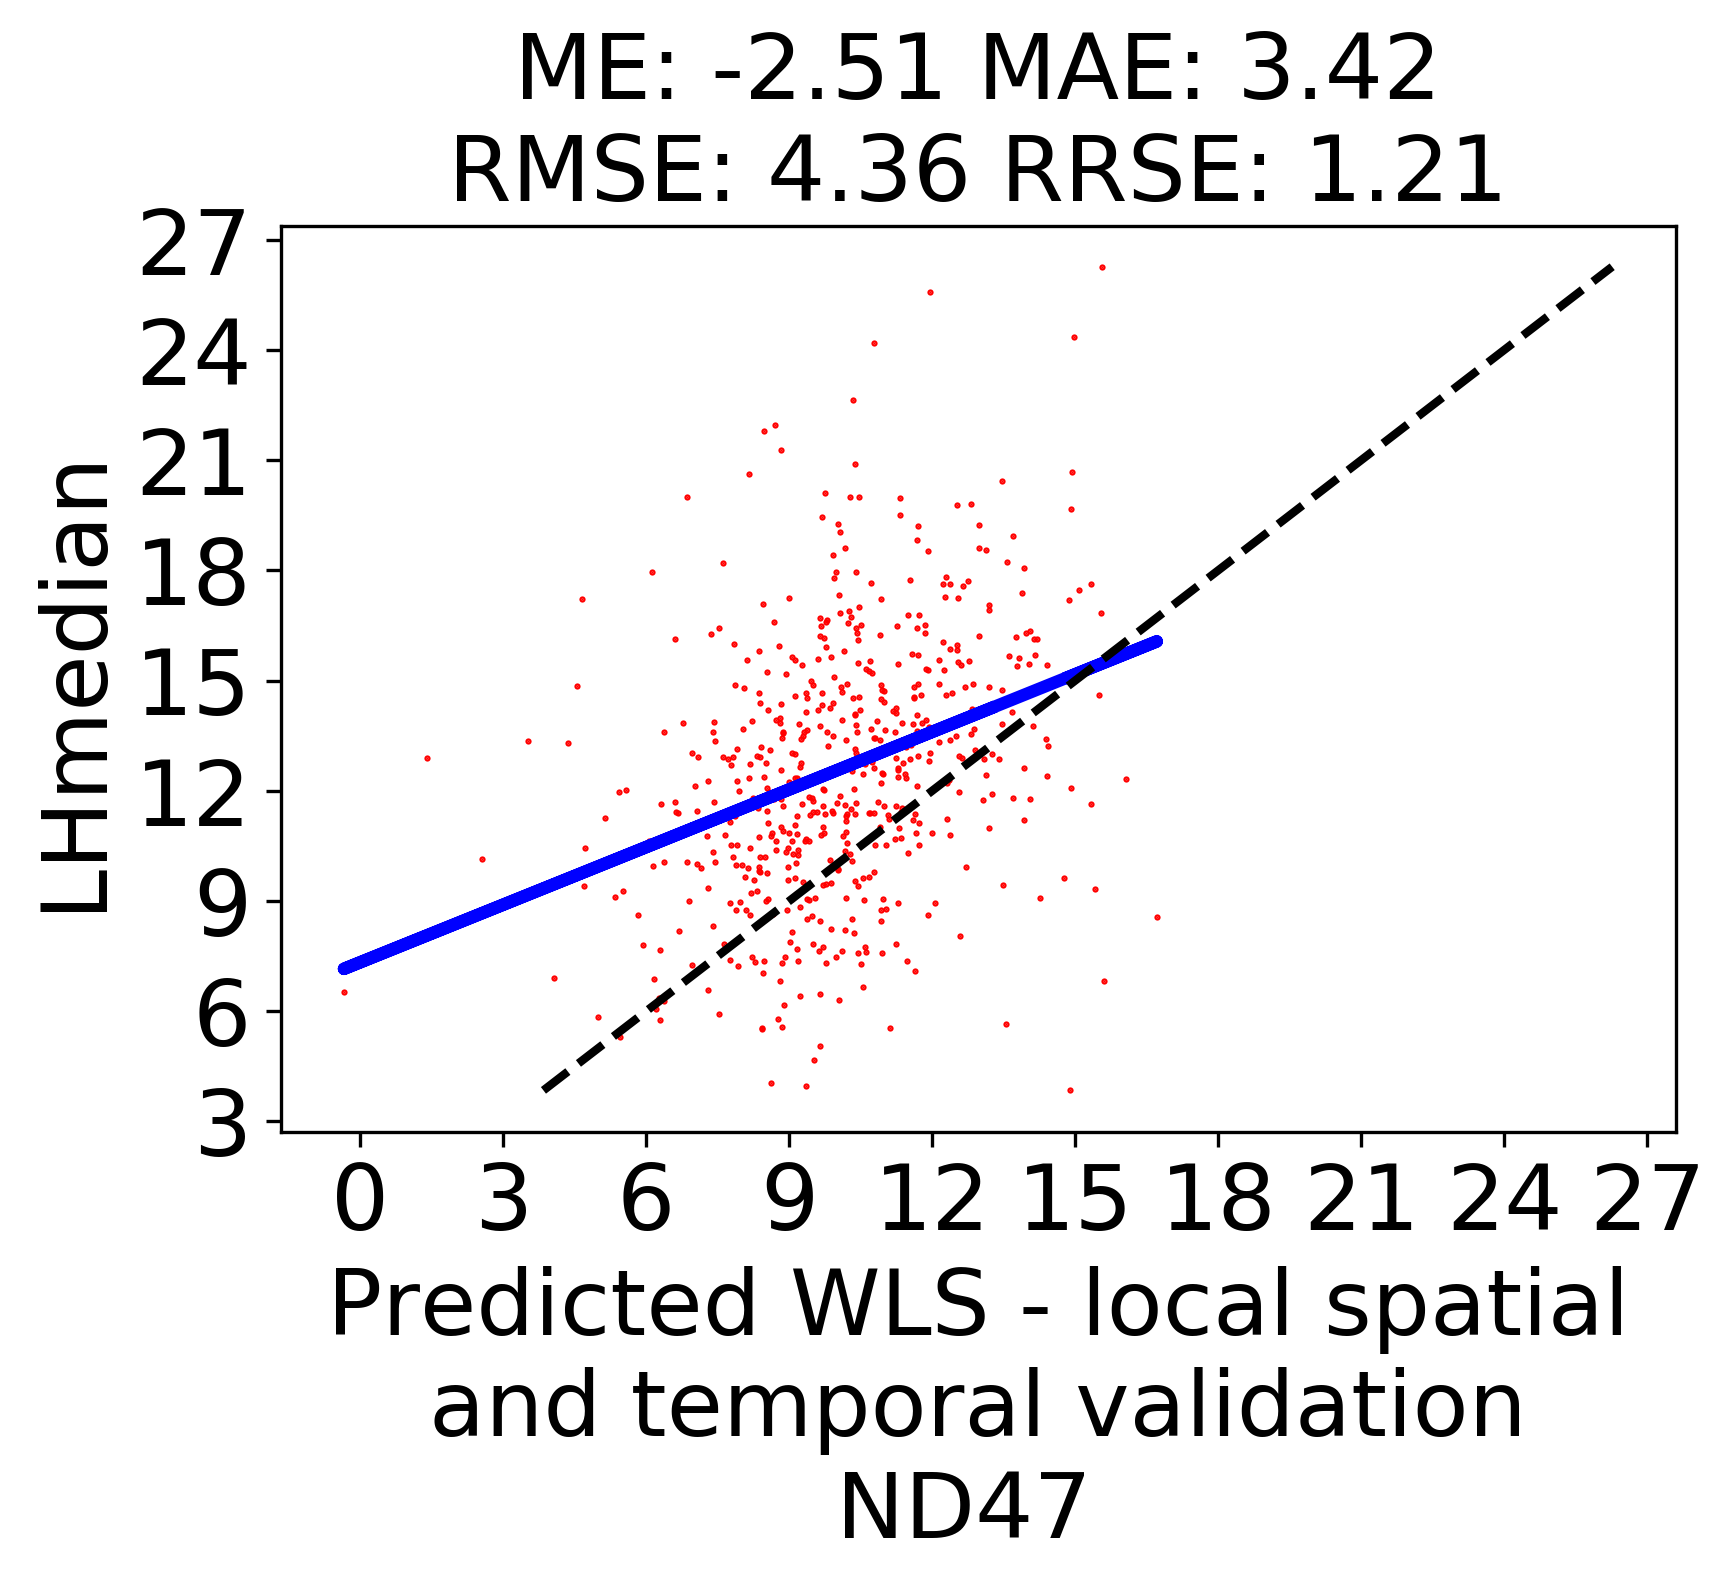 ME: -2.51 MAE: 3.42
RMSE: 4.36 RRSE: 1.21
27
24
21
18
15
12
9
6
3
LHmedian
0 3 6 9 12 15 18 21 24 27
Predicted WLS - local spatial
and temporal validation
ND47